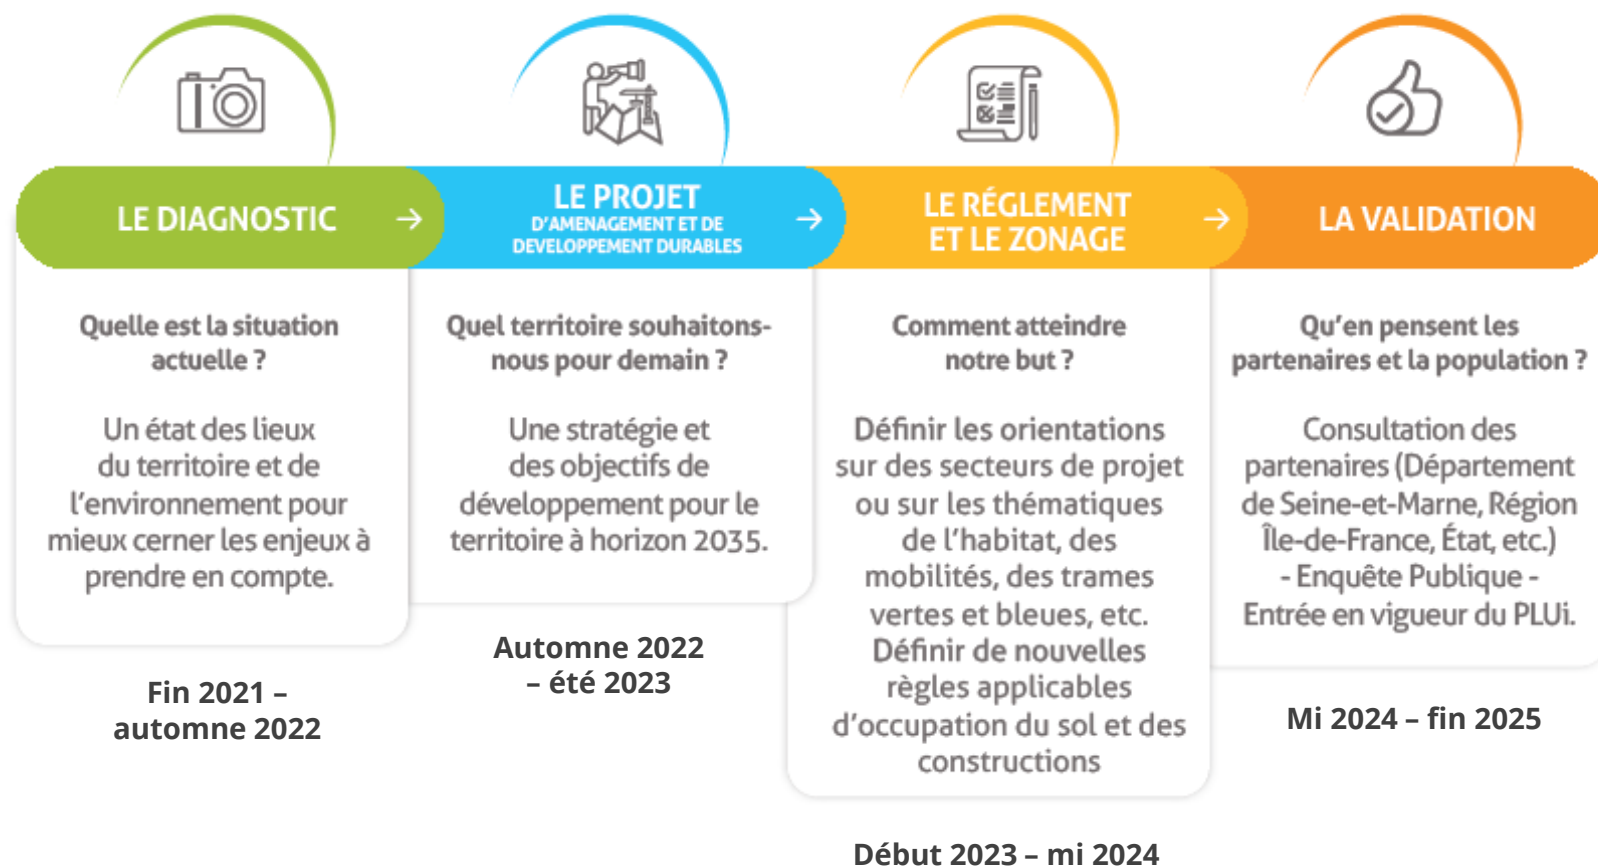 LE DIAGNOSTIC
Quelle est la situation
actuelle ?
Un état des lieux
du territoire et de
l'environnement pour
mieux cerner les enjeux à
prendre en compte.
Fin 2021 –
automne 2022
LE PROJET
D'AMENAGEMENT ET DE
DEVELOPPEMENT DURABLES
Quel territoire souhaitons-
nous pour demain ?
Une stratégie et
des objectifs de
développement pour le
territoire à horizon 2035.
Automne 2022
– été 2023
LE RÉGLEMENT
ET LE ZONAGE
Comment atteindre
notre but ?
Définir les orientations
sur des secteurs de projet
ou sur les thématiques
de l'habitat, des
mobilités, des trames
vertes et bleues, etc.
Définir de nouvelles
règles applicables
d'occupation du sol et des
constructions
Début 2023 – mi 2024
LA VALIDATION
Qu'en pensent les
partenaires et la population ?
Consultation des
partenaires (Département
de Seine-et-Marne, Région
Île-de-France, État, etc.)
- Enquête Publique -
Entrée en vigueur du PLUi.
Mi 2024 – fin 2025